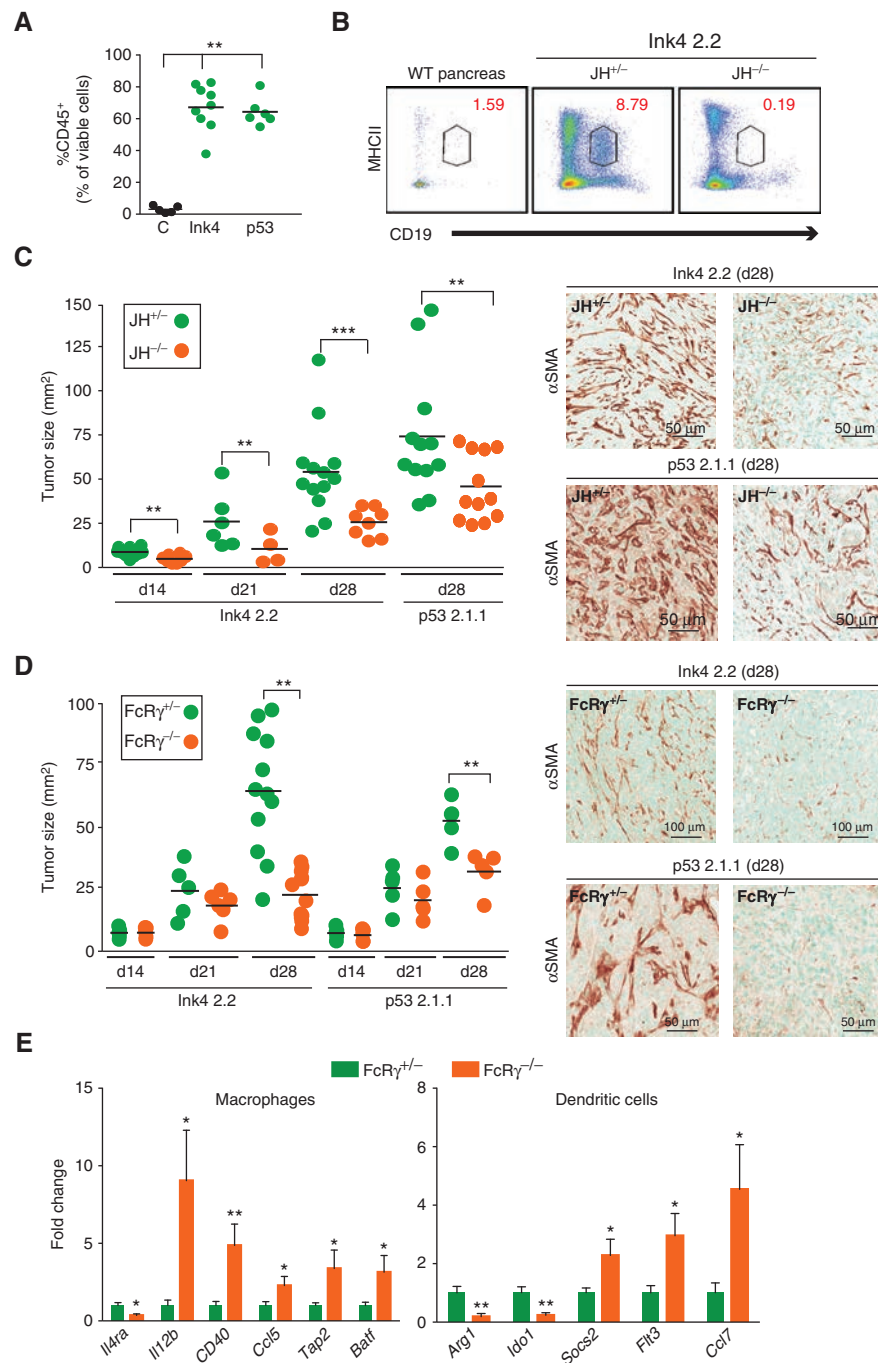 A
**
100
80
60
40
20
0
%CD45+
(% of viable cells)
C Ink4 p53
B
Ink4 2.2
WT pancreas JH+/– JH–/–
1.59 8.79 0.19
MHCII
CD19
C
150
125
100
75
50
25
0
Tumor size (mm²)
JH+/–
JH–/–
**
**
***
**
d14 d21 d28 d28
Ink4 2.2 p53 2.1.1
Ink4 2.2 (d28)
αSMA
JH+/– JH–/–
50 μm 50 μm
p53 2.1.1 (d28)
αSMA
JH+/– JH–/–
50 μm 50 μm
D
100
75
50
25
0
Tumor size (mm²)
FcRγ+/–
FcRγ–/–
**
**
d14 d21 d28 d14 d21 d28
Ink4 2.2 p53 2.1.1
Ink4 2.2 (d28)
αSMA
FcRγ+/– FcRγ–/–
100 μm 100 μm
p53 2.1.1 (d28)
αSMA
FcRγ+/– FcRγ–/–
50 μm 50 μm
E
FcRγ+/– FcRγ–/–
Macrophages
15
10
5
0
Fold change
* * ** * * *
Il4ra Il12b CD40 Ccl5 Tap2 Batf
Dendritic cells
8
6
4
2
0
** ** * * *
Arg1 Ido1 Socs2 Flt3 Ccl7